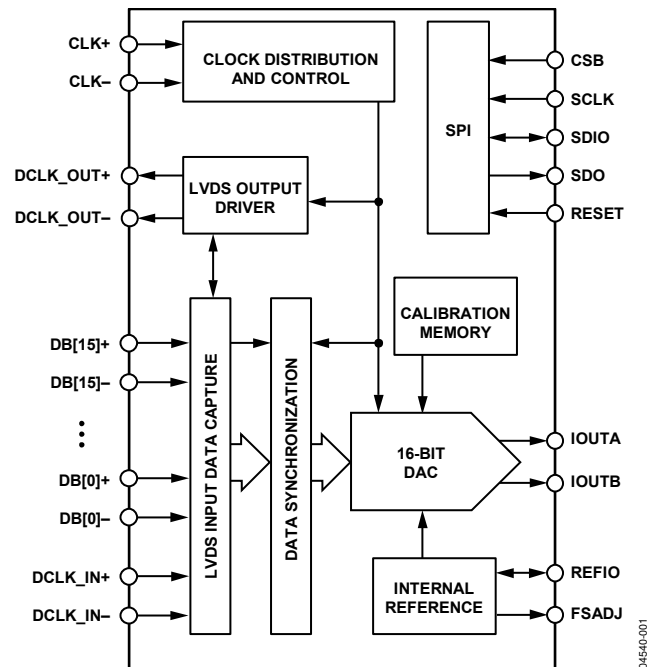 CLK+
CLK–
CLOCK DISTRIBUTION
AND CONTROL
CSB
SCLK
SPI
SDIO
SDO
RESET
DCLK_OUT+
DCLK_OUT–
LVDS OUTPUT
DRIVER
CALIBRATION
MEMORY
DB[15]+
DB[15]–
DB[0]+
DB[0]–
DCLK_IN+
DCLK_IN–
LVDS INPUT DATA CAPTURE
DATA SYNCHRONIZATION
16-BIT
DAC
IOUTA
IOUTB
INTERNAL
REFERENCE
REFIO
FSADJ
04540-001